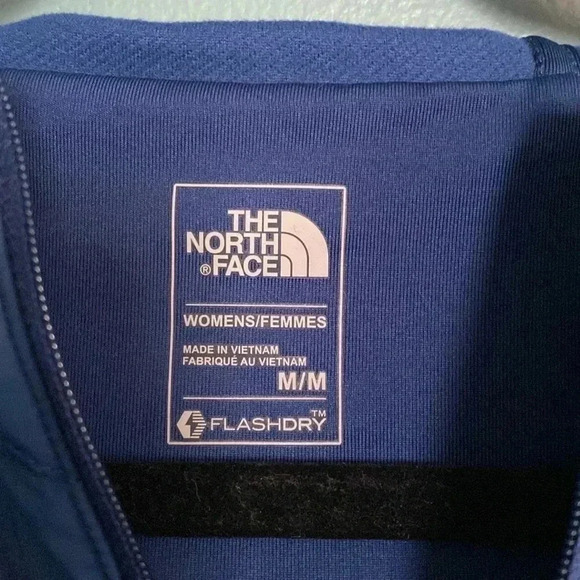 THE
NORTH
®FACE
WOMENS/FEMMES
MADE IN VIETNAM
FABRIQUÉ AU VIETNAM
M/M
FLASHDRY™